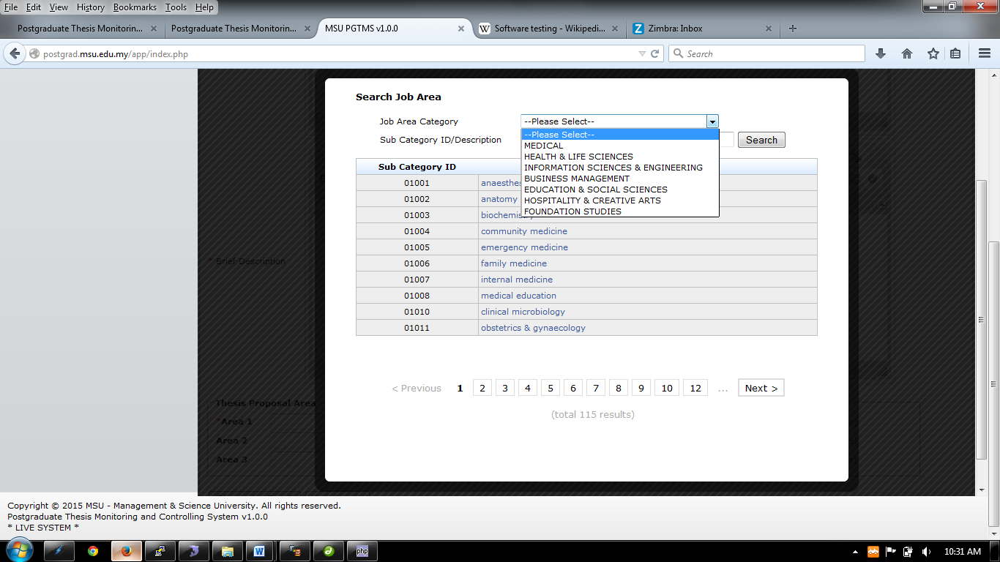 File Edit View History Bookmarks Tools Help
Postgraduate Thesis Monitorin... Postgraduate Thesis Monitorin... MSU PGTMS v1.0.0 Software testing - Wikipedi... Zimbra: Inbox
postgrad.msu.edu.my/app/index.php Search
Search Job Area
Job Area Category --Please Select--
Sub Category ID/Description Search
--Please Select--
MEDICAL
HEALTH & LIFE SCIENCES
INFORMATION SCIENCES & ENGINEERING
BUSINESS MANAGEMENT
EDUCATION & SOCIAL SCIENCES
HOSPITALITY & CREATIVE ARTS
FOUNDATION STUDIES
Sub Category ID
01001 anaesthes
01002 anatomy
01003 biochemistry
01004 community medicine
01005 emergency medicine
01006 family medicine
01007 internal medicine
01008 medical education
01010 clinical microbiology
01011 obstetrics & gynaecology
* Brief Description
< Previous 1 2 3 4 5 6 7 8 9 10 12 ... Next >
(total 115 results)
Thesis Proposal Area
*Area 1
Area 2
Area 3
Copyright © 2015 MSU - Management & Science University. All rights reserved.
Postgraduate Thesis Monitoring and Controlling System v1.0.0
* LIVE SYSTEM *
php
10:31 AM